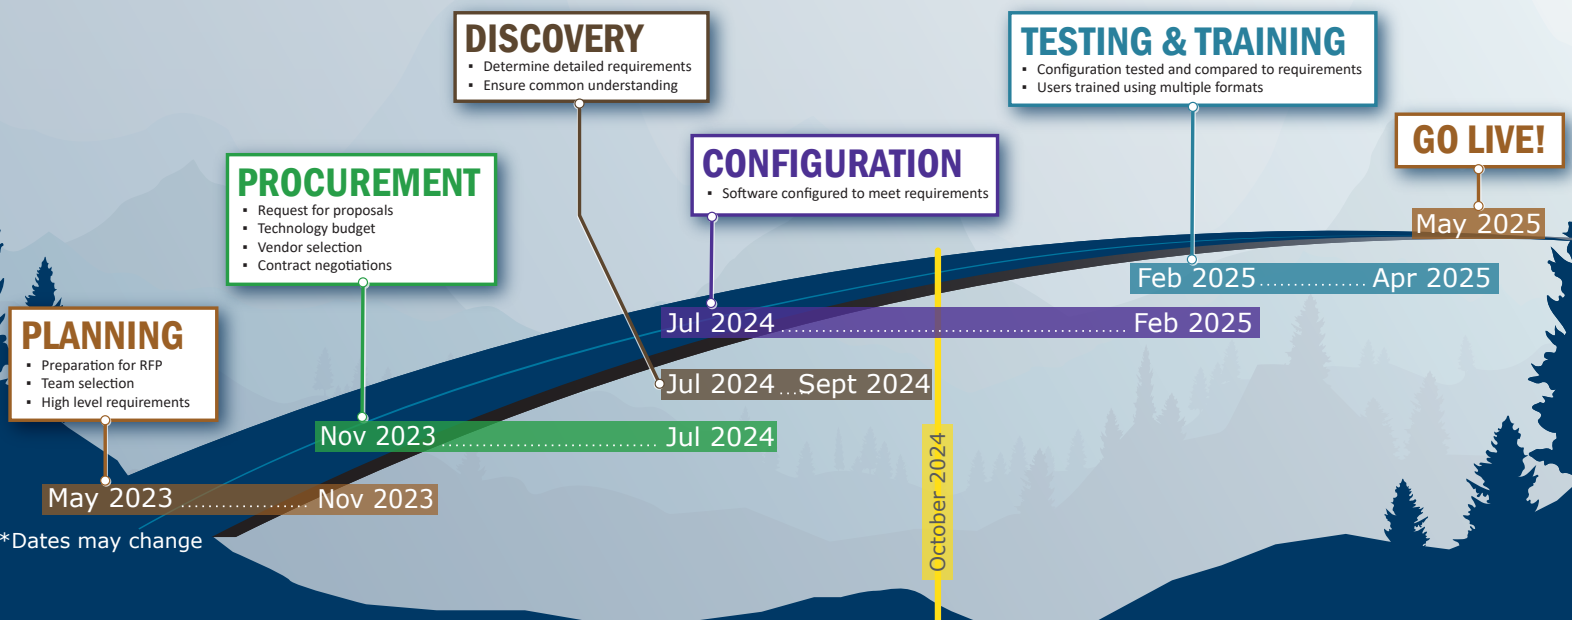 DISCOVERY
▪ Determine detailed requirements
▪ Ensure common understanding
TESTING & TRAINING
▪ Configuration tested and compared to requirements
▪ Users trained using multiple formats
GO LIVE!
CONFIGURATION
▪ Software configured to meet requirements
PROCUREMENT
▪ Request for proposals
▪ Technology budget
▪ Vendor selection
▪ Contract negotiations
PLANNING
▪ Preparation for RFP
▪ Team selection
▪ High level requirements
May 2025
Feb 2025 ................ Apr 2025
Jul 2024 .................................................... Feb 2025
Jul 2024 ..... Sept 2024
Nov 2023 ................................ Jul 2024
May 2023 ................... Nov 2023
October 2024
*Dates may change